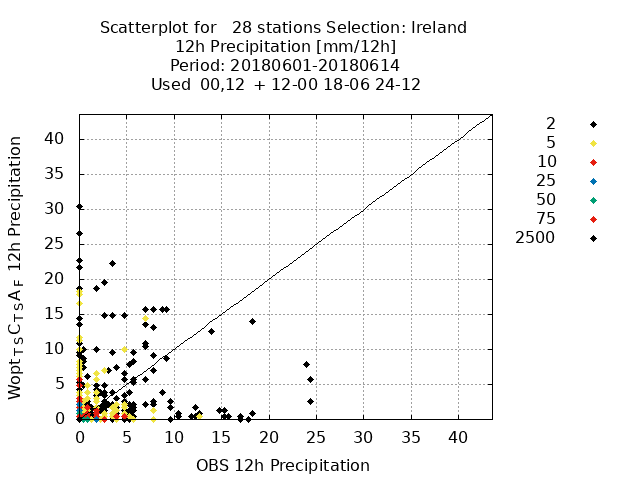 Scatterplot for 28 stations Selection: Ireland
12h Precipitation [mm/12h]
Period: 20180601-20180614
Used 00,12 + 12-00 18-06 24-12
2
5
10
25
50
75
2500
40
35
30
25
20
15
10
5
0
0 5 10 15 20 25 30 35 40
WoptTsCTsAF 12h Precipitation
OBS 12h Precipitation